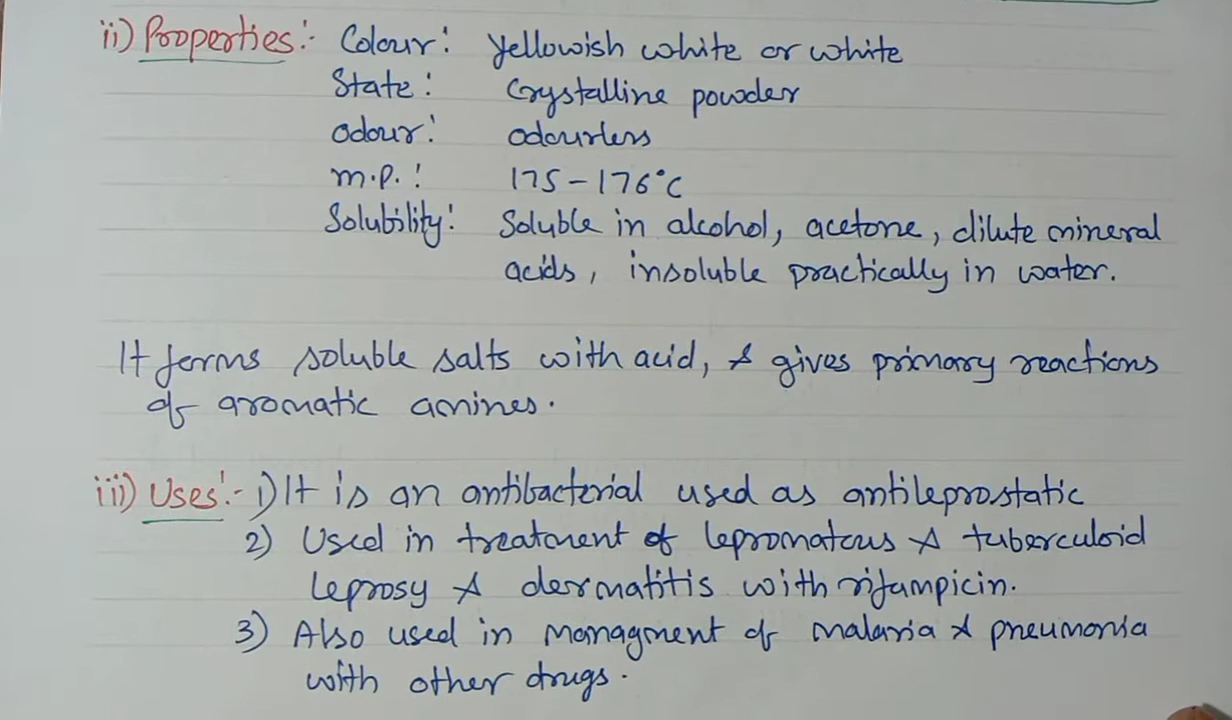 ii) Properties:- Colour: Yellowish white or white
State: Crystalline powder
Odour: Odourless
m.p.: 175-176°C
Solubility: Soluble in alcohol, acetone, dilute mineral
acids, insoluble practically in water.
It forms soluble salts with acid, & gives primary reactions
of aromatic amines.
iii) Uses:- 1) It is an antibacterial used as antileprostatic
2) Used in treatment of lepromatous & tuberculoid
leprosy & dermatitis with rifampicin.
3) Also used in managment of malaria & pneumonia
with other drugs.